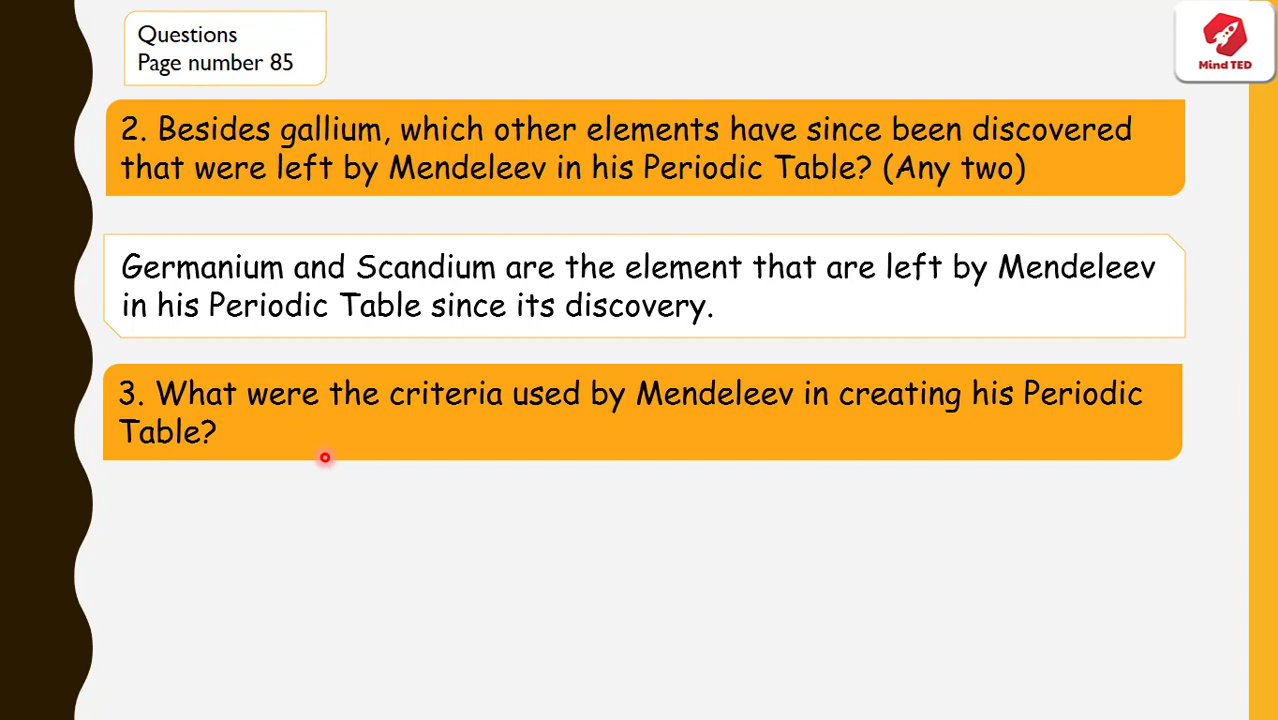 Questions
Page number 85
Mind TED
2. Besides gallium, which other elements have since been discovered
that were left by Mendeleev in his Periodic Table? (Any two)
Germanium and Scandium are the element that are left by Mendeleev
in his Periodic Table since its discovery.
3. What were the criteria used by Mendeleev in creating his Periodic
Table?